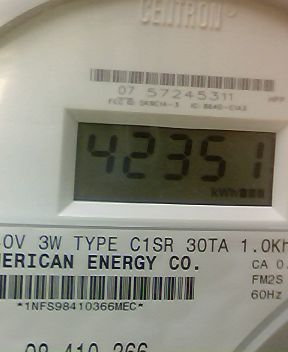 CENTRON
07 57245311
42351
kWh
0V 3W TYPE C1SR 30TA 1.0Kh
MERICAN ENERGY CO.
CA 0.
FM2S
*1NFS98410366MEC*
60Hz